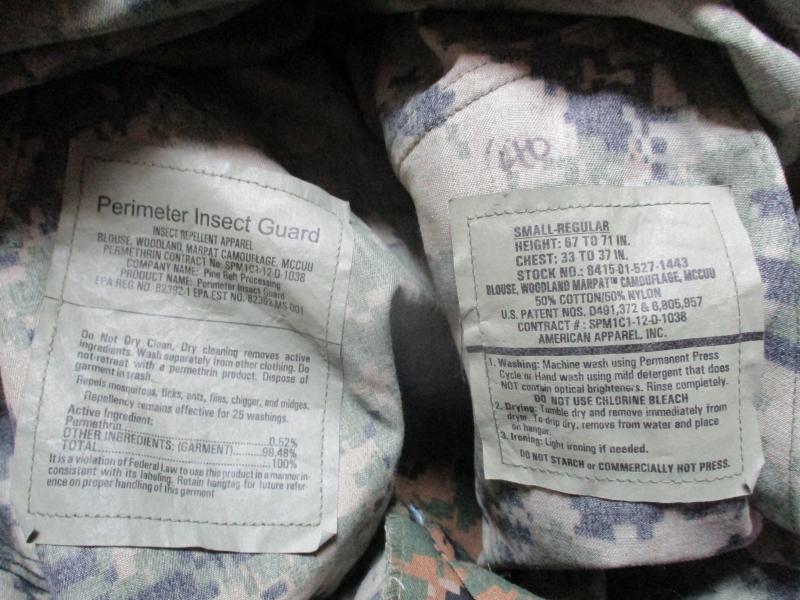 Perimeter Insect Guard
INSECT REPELLENT APPAREL
BLOUSE, WOODLAND MARPAT CAMOUFLAGE, MCCUU
PERMETHRIN CONTRACT No: SPM1C1-12-D-1038
COMPANY NAME: Pine Belt Processing
PRODUCT NAME: Perimeter Insect Guard
EPA REG NO. 82392-1 EPA EST NO. 82392-MS-001
Do Not Dry Clean, Dry cleaning removes active
ingredients. Wash separately from other clothing. Do
not-retreat with a permethrin product. Dispose of
garment in trash.
Repels mosquitos, ticks, ants, flies, chigger, and midges.
Repellency remains effective for 25 washings.
Active Ingredient:
Permethrin 0.52%
OTHER INGREDIENTS: (GARMENT) 99.48%
TOTAL 100%
It is a violation of Federal Law to use this product in a manner in-
consistent with its labeling. Retain hangtag for future refer-
ence on proper handling of this garment
SMALL-REGULAR
HEIGHT: 67 TO 71 IN.
CHEST: 33 TO 37 IN.
STOCK NO.: 8415-01-527-1443
BLOUSE, WOODLAND MARPAT™ CAMOUFLAGE, MCCUU
50% COTTON/50% NYLON
U.S. PATENT NOS. D491,372 & 6,805,957
CONTRACT #: SPM1C1-12-D-1038
AMERICAN APPAREL, INC.
1. Washing: Machine wash using Permanent Press
Cycle or Hand wash using mild detergent that does
NOT contain optical brighteners. Rinse completely.
DO NOT USE CHLORINE BLEACH
2. Drying: Tumble dry and remove immediately from
dryer. To drip dry, remove from water and place
on hanger.
3. Ironing: Light ironing if needed.
DO NOT STARCH or COMMERCIALLY HOT PRESS.